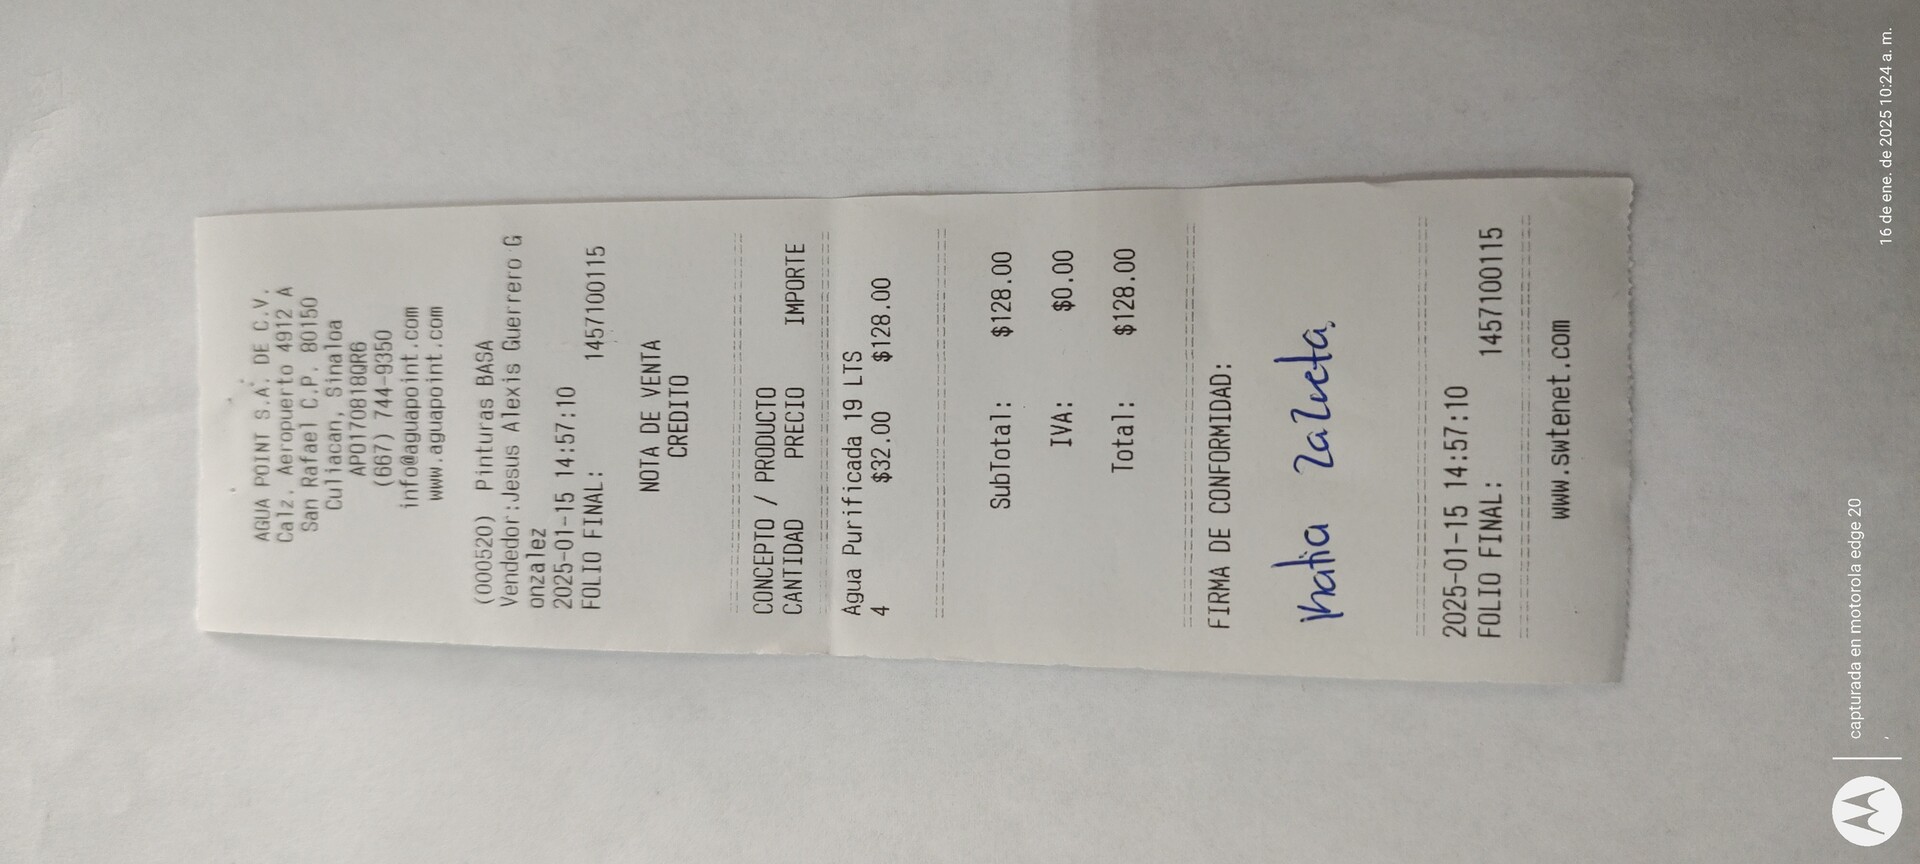 AGUA POINT S.A. DE C.V.
Calz. Aeropuerto 4912 A
San Rafael C.P. 80150
Culiacan, Sinaloa
APO170818QR6
(667) 744-9350
info@aguapoint.com
www.aguapoint.com
(000520) Pinturas BASA
Vendedor:Jesus Alexis Guerrero G
onzalez
2025-01-15 14:57:10
FOLIO FINAL: 1457100115
NOTA DE VENTA
CREDITO
CONCEPTO / PRODUCTO
CANTIDAD PRECIO IMPORTE
Agua Purificada 19 LTS
4 $32.00 $128.00
SubTotal: $128.00
IVA: $0.00
Total: $128.00
FIRMA DE CONFORMIDAD:
Khatia Zazueta.
2025-01-15 14:57:10
FOLIO FINAL: 1457100115
www.swtenet.com
capturada en motorola edge 20
16 de ene. de 2025 10:24 a. m.